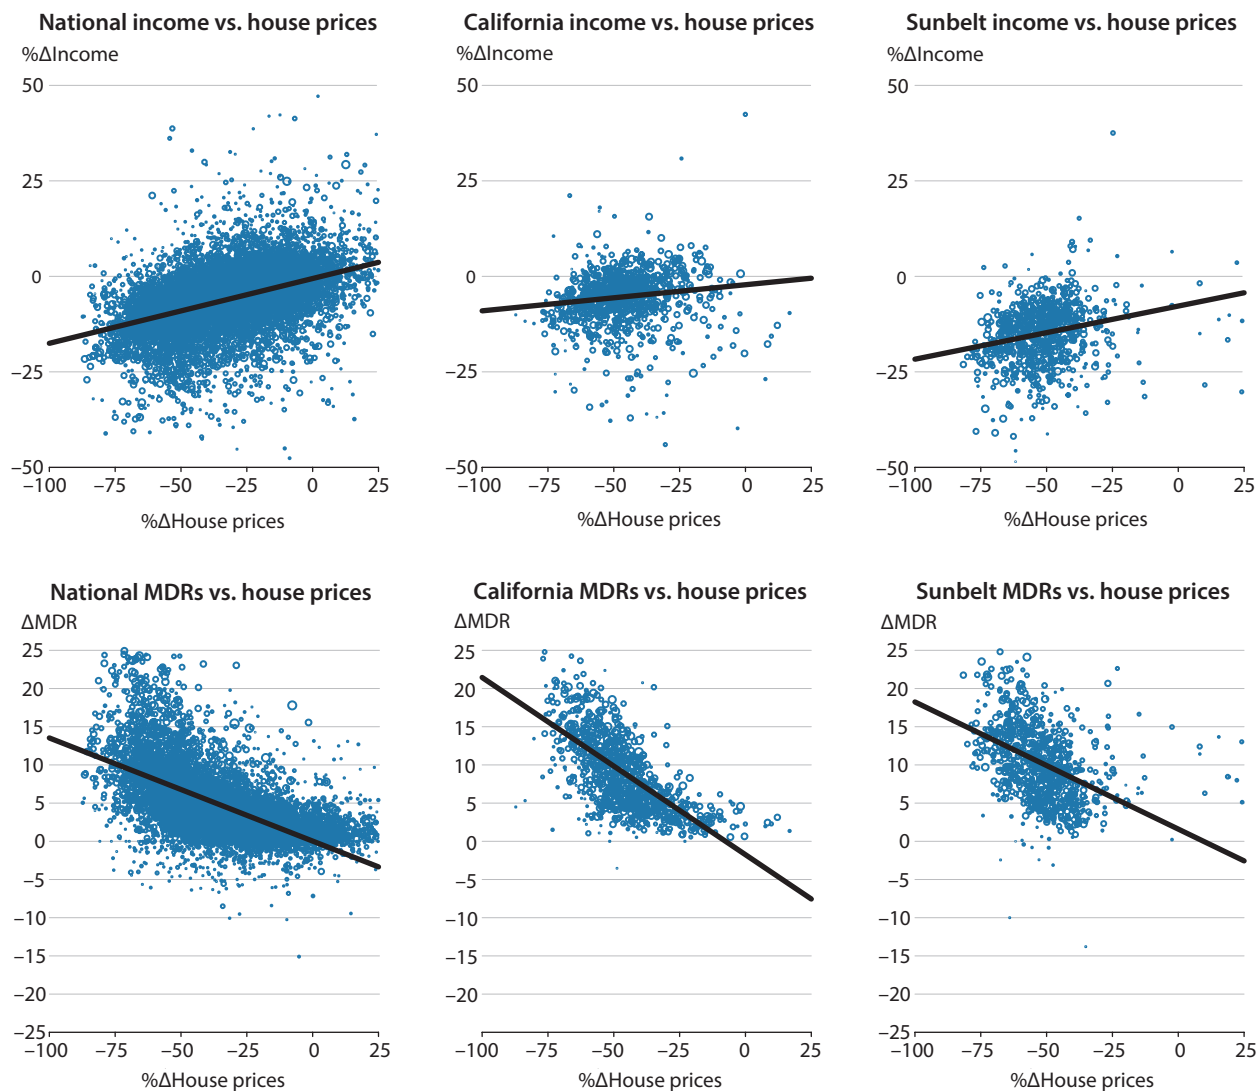 National income vs. house prices
%ΔIncome
50
25
0
−25
−50
−100 −75 −50 −25 0 25
%ΔHouse prices
California income vs. house prices
%ΔIncome
50
25
0
−25
−50
−100 −75 −50 −25 0 25
%ΔHouse prices
Sunbelt income vs. house prices
%ΔIncome
50
25
0
−25
−50
−100 −75 −50 −25 0 25
%ΔHouse prices
National MDRs vs. house prices
ΔMDR
25
20
15
10
5
0
−5
−10
−15
−20
−25
−100 −75 −50 −25 0 25
%ΔHouse prices
California MDRs vs. house prices
ΔMDR
25
20
15
10
5
0
−5
−10
−15
−20
−100 −75 −50 −25 0 25
%ΔHouse prices
Sunbelt MDRs vs. house prices
ΔMDR
25
20
15
10
5
0
−5
−10
−15
−20
−25
−100 −75 −50 −25 0 25
%ΔHouse prices